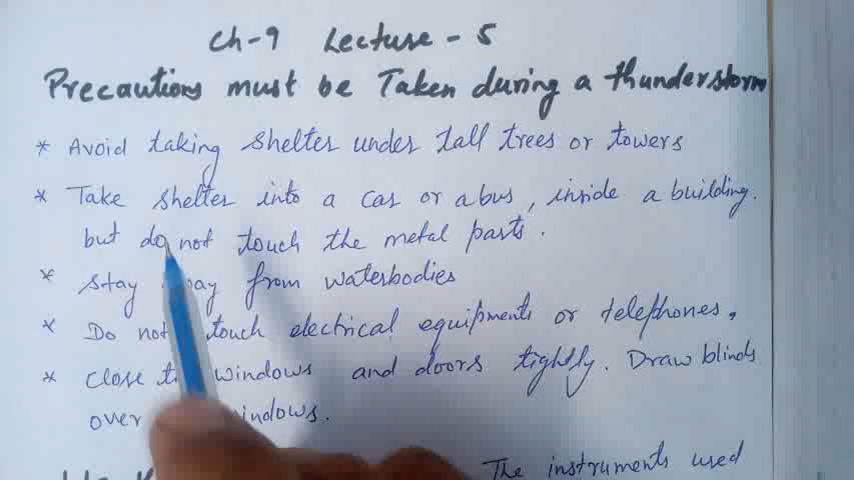 Ch-9 Lecture - 5
Precautions must be Taken during a thunderstorm
* Avoid taking shelter under tall trees or towers
* Take shelter into a car or a bus, inside a building.
but do not touch the metal parts.
* Stay away from waterbodies
* Do not touch electrical equipments or telephones.
* Close the windows and doors tightly. Draw blinds
over windows.
The instruments used